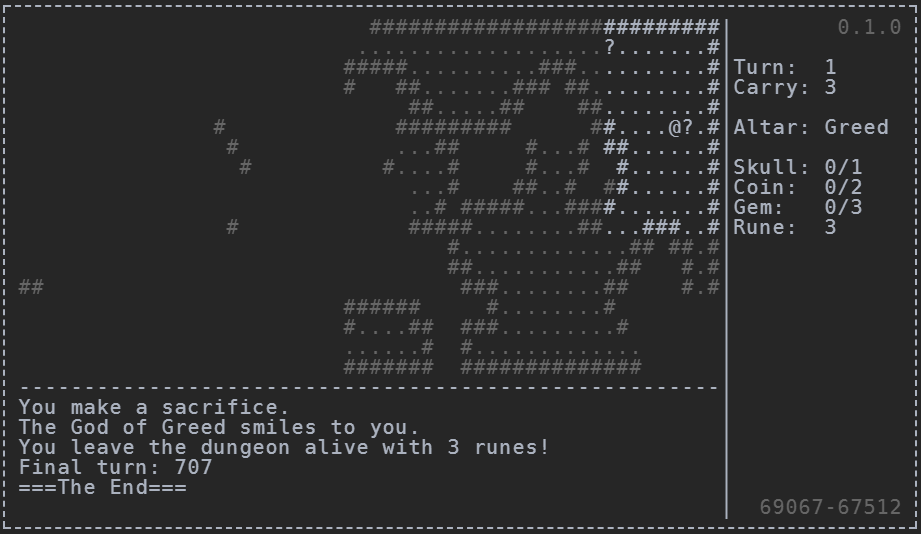 0.1.0
Turn: 1
Carry: 3
Altar: Greed
Skull: 0/1
Coin: 0/2
Gem: 0/3
Rune: 3
You make a sacrifice.
The God of Greed smiles to you.
You leave the dungeon alive with 3 runes!
Final turn: 707
===The End===
69067-67512